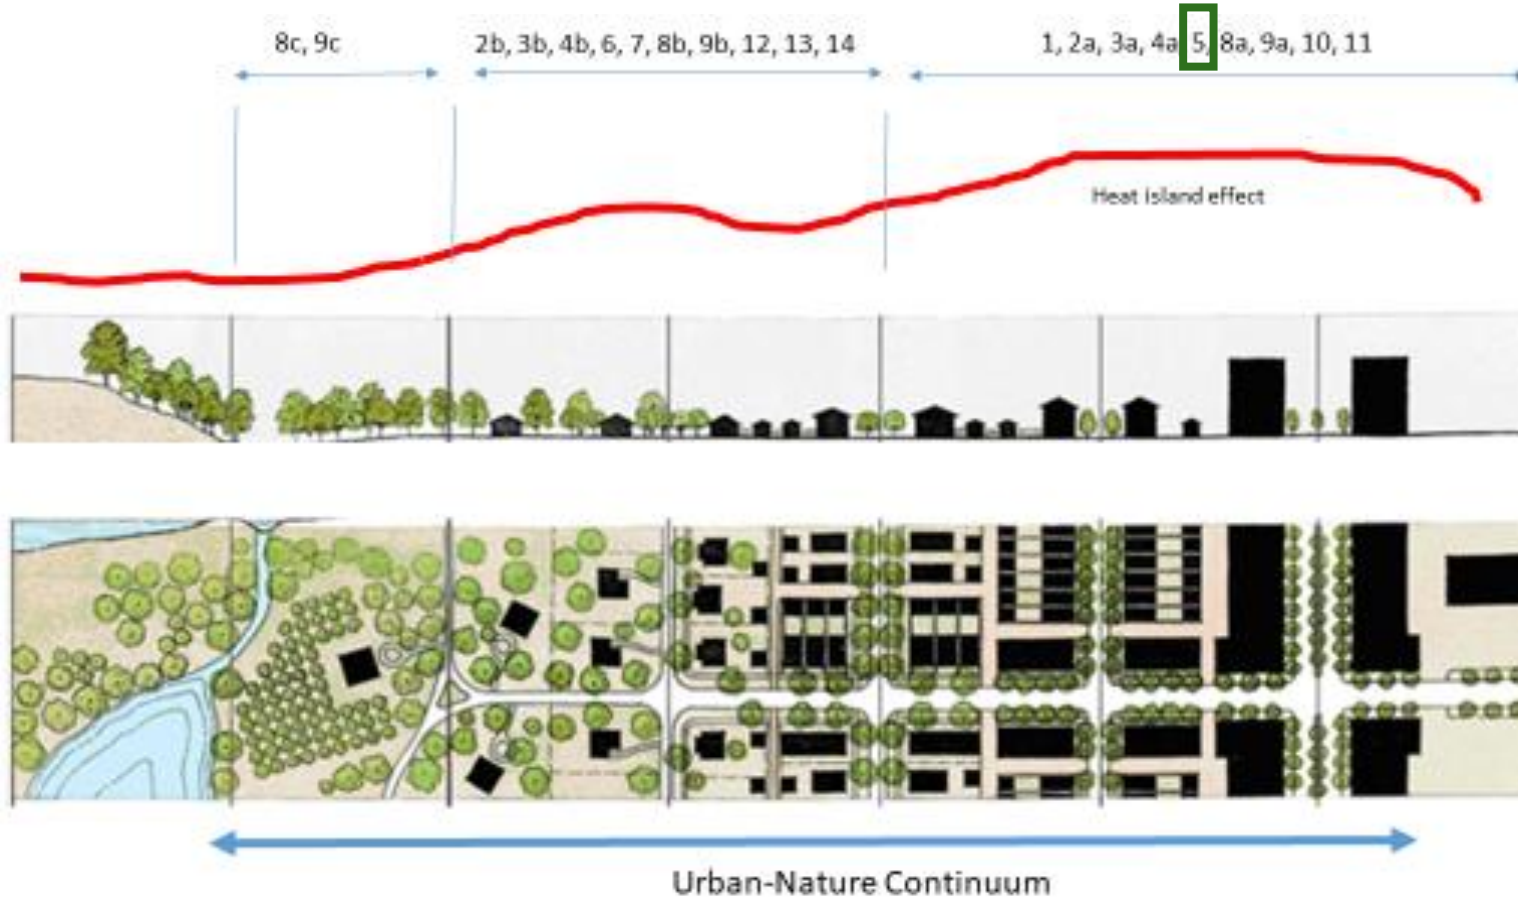 8c, 9c
2b, 3b, 4b, 6, 7, 8b, 9b, 12, 13, 14
1, 2a, 3a, 4a 5, 8a, 9a, 10, 11
Heat island effect
Urban-Nature Continuum